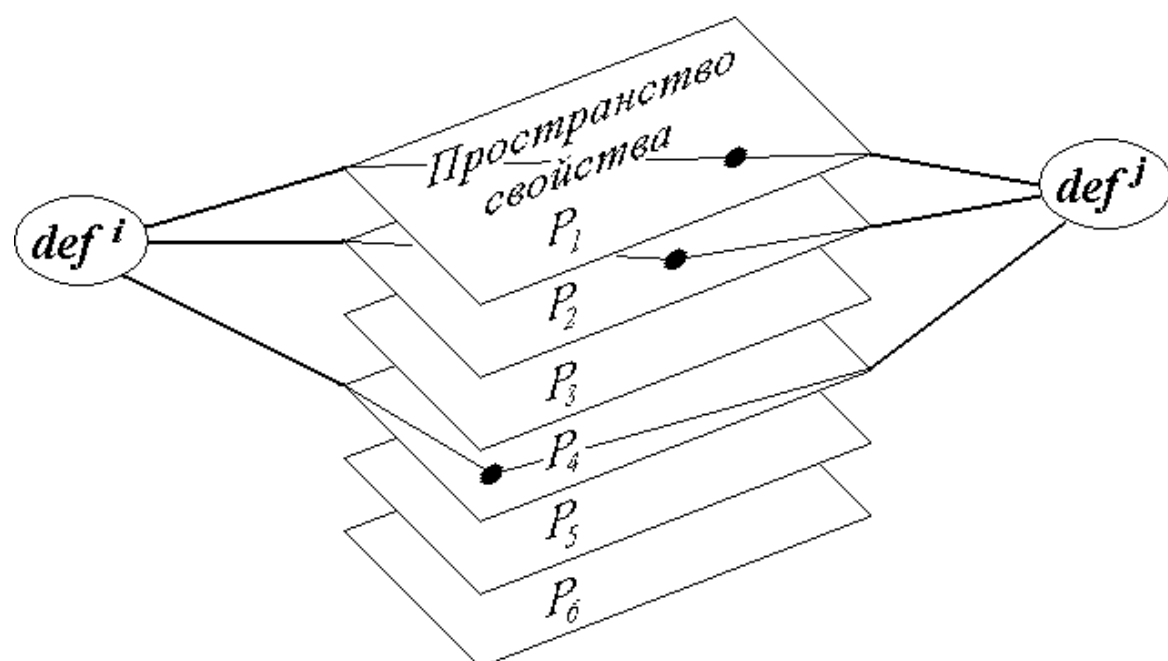 Пространство
свойства
P₁
def ⁱ
def ʲ
P₂
P₃
P₄
P₅
P₆